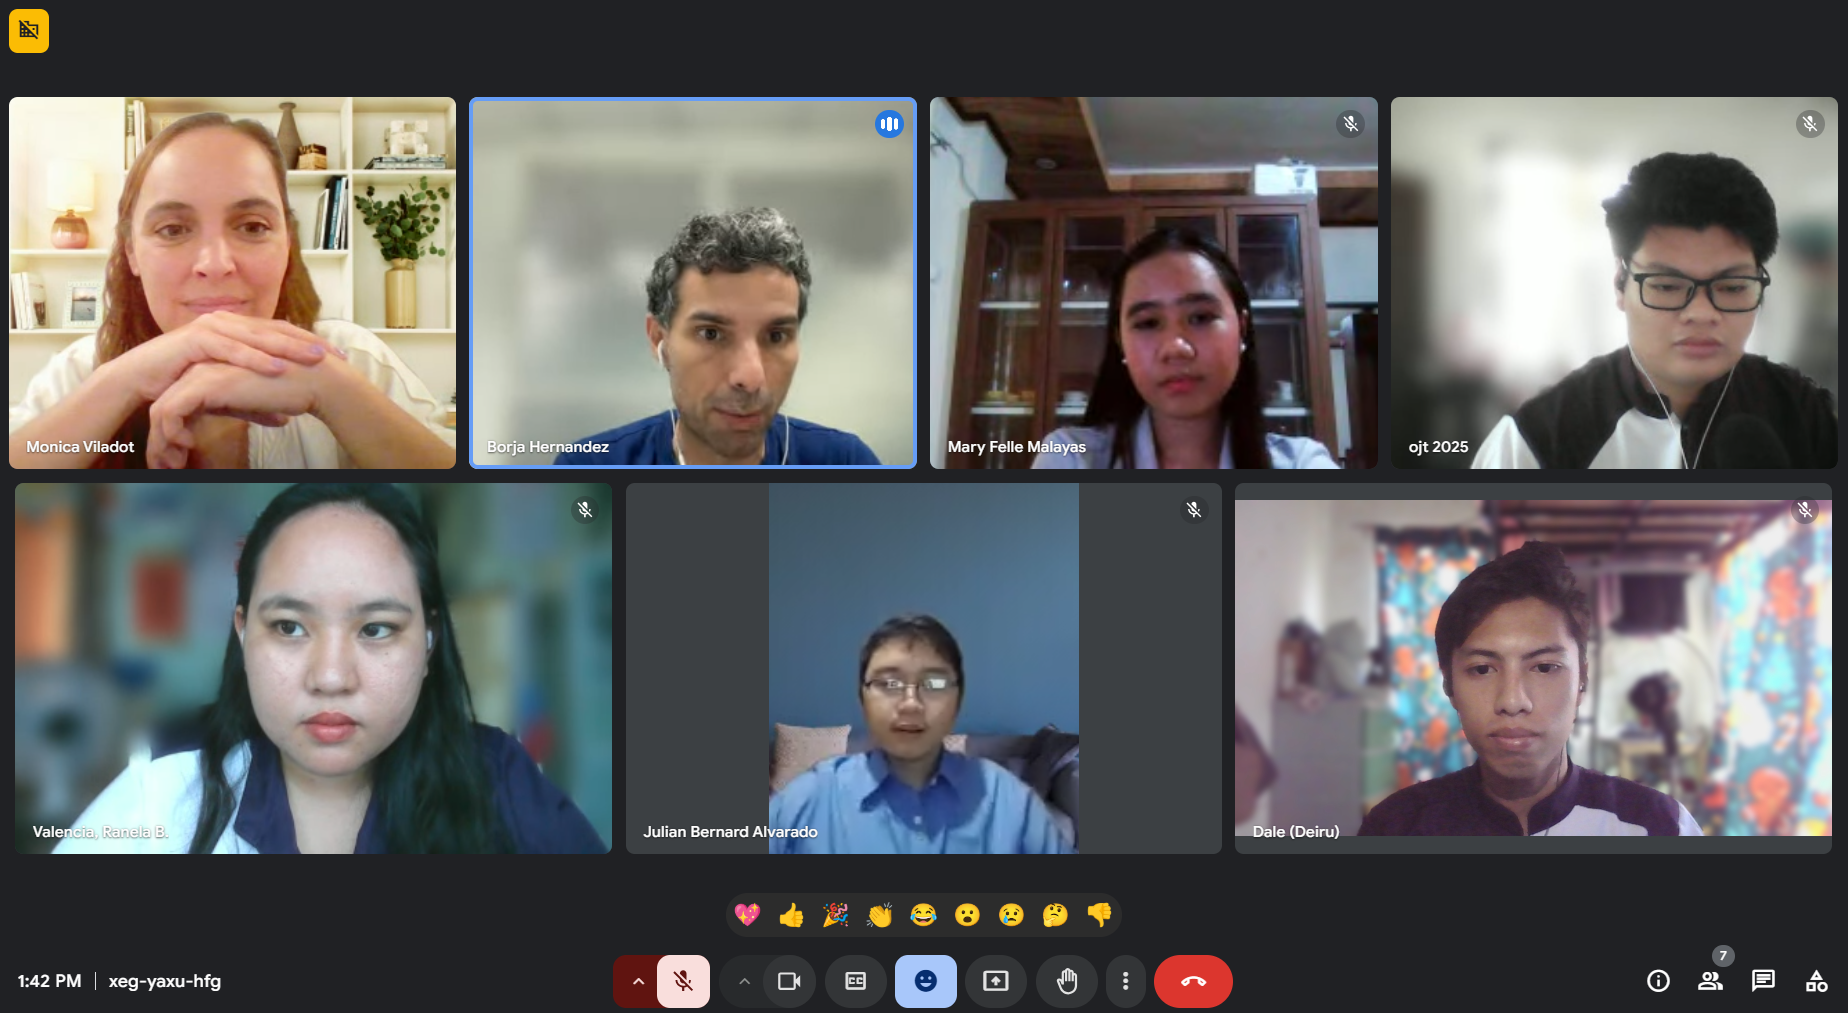 Monica Viladot
Borja Hernandez
Mary Felle Malayas
ojt 2025
Valencia, Ranela B.
Julian Bernard Alvarado
Dale (Deiru)
7
1:42 PM | xeg-yaxu-hfg
CC